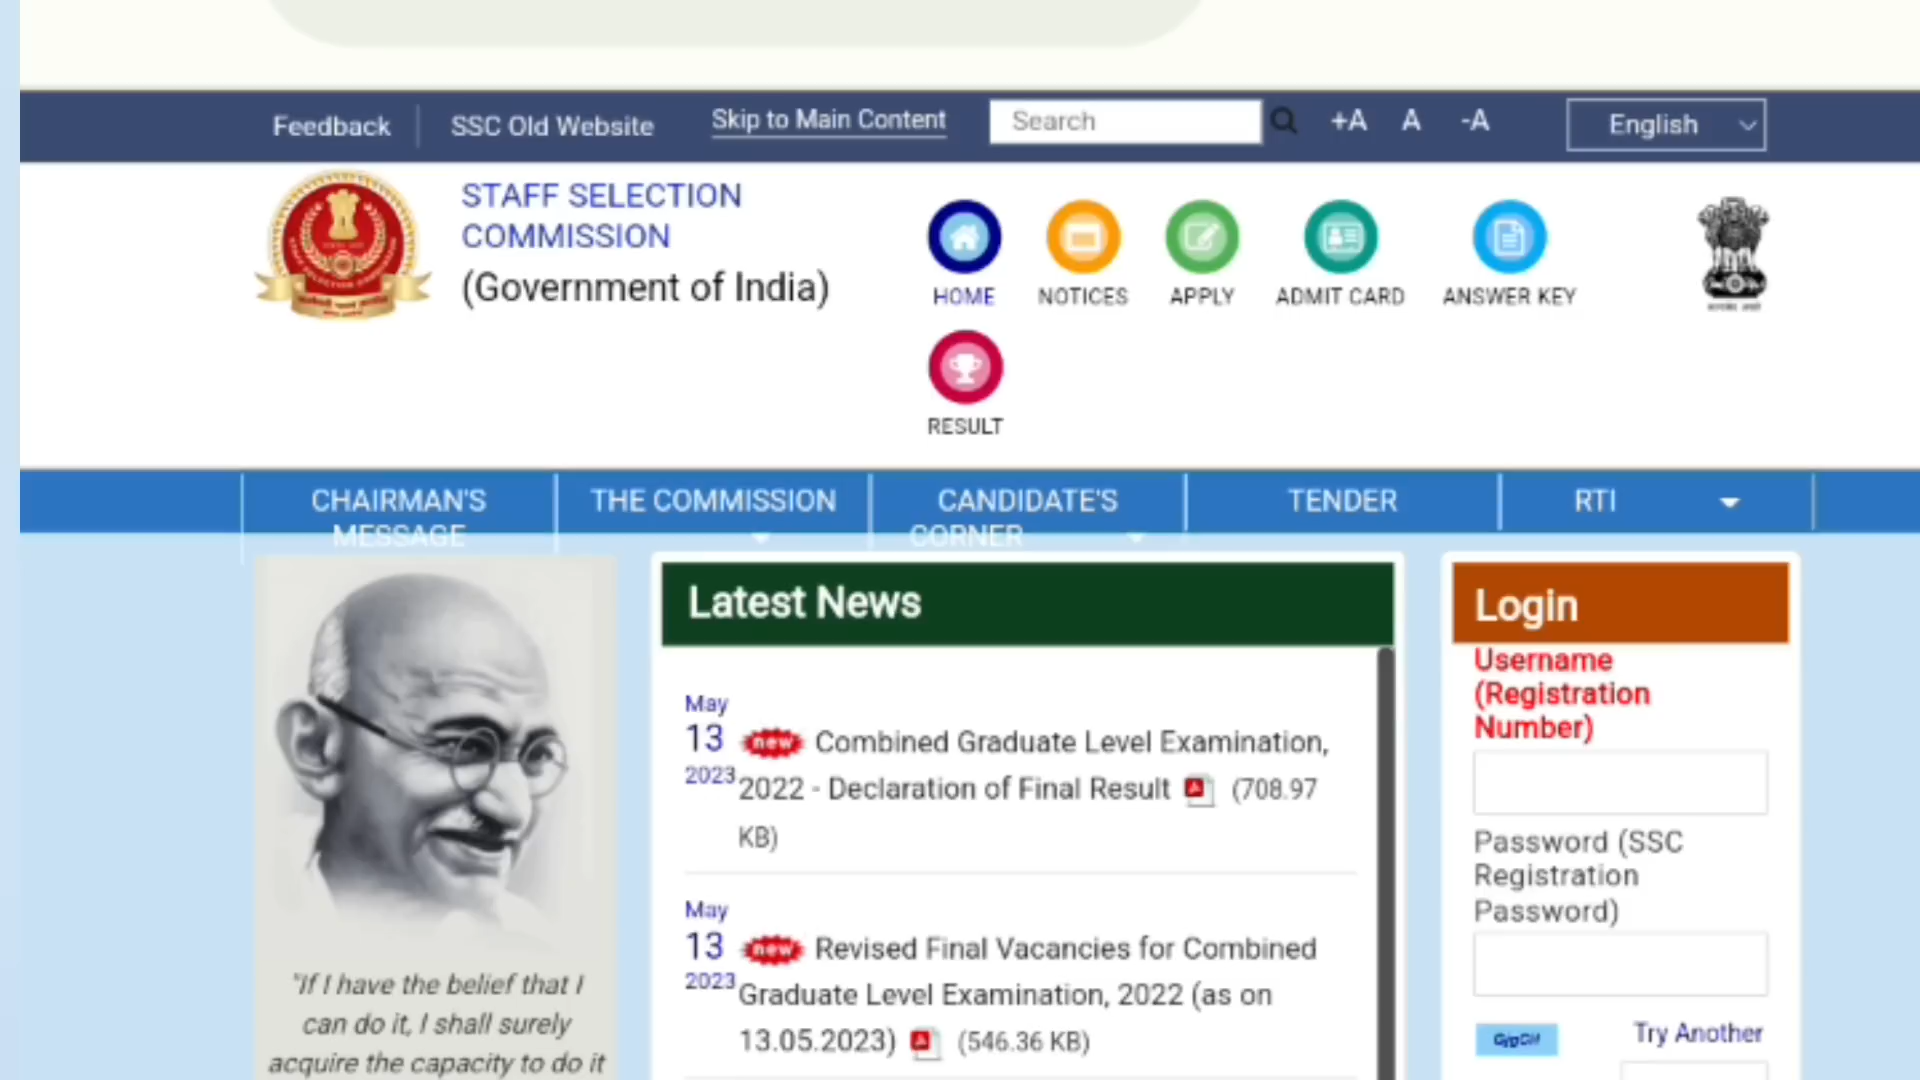 Feedback
SSC Old Website
Skip to Main Content
Search
+A A -A
English
STAFF SELECTION
COMMISSION
(Government of India)
HOME
NOTICES
APPLY
ADMIT CARD
ANSWER KEY
RESULT
CHAIRMAN'S
MESSAGE
THE COMMISSION
CANDIDATE'S
CORNER
TENDER
RTI
"If I have the belief that I
can do it, I shall surely
acquire the capacity to do it
Latest News
May
13
2023
new Combined Graduate Level Examination,
2022 - Declaration of Final Result (708.97
KB)
May
13
2023
new Revised Final Vacancies for Combined
Graduate Level Examination, 2022 (as on
13.05.2023) (546.36 KB)
Login
Username
(Registration
Number)
Password (SSC
Registration
Password)
Try Another